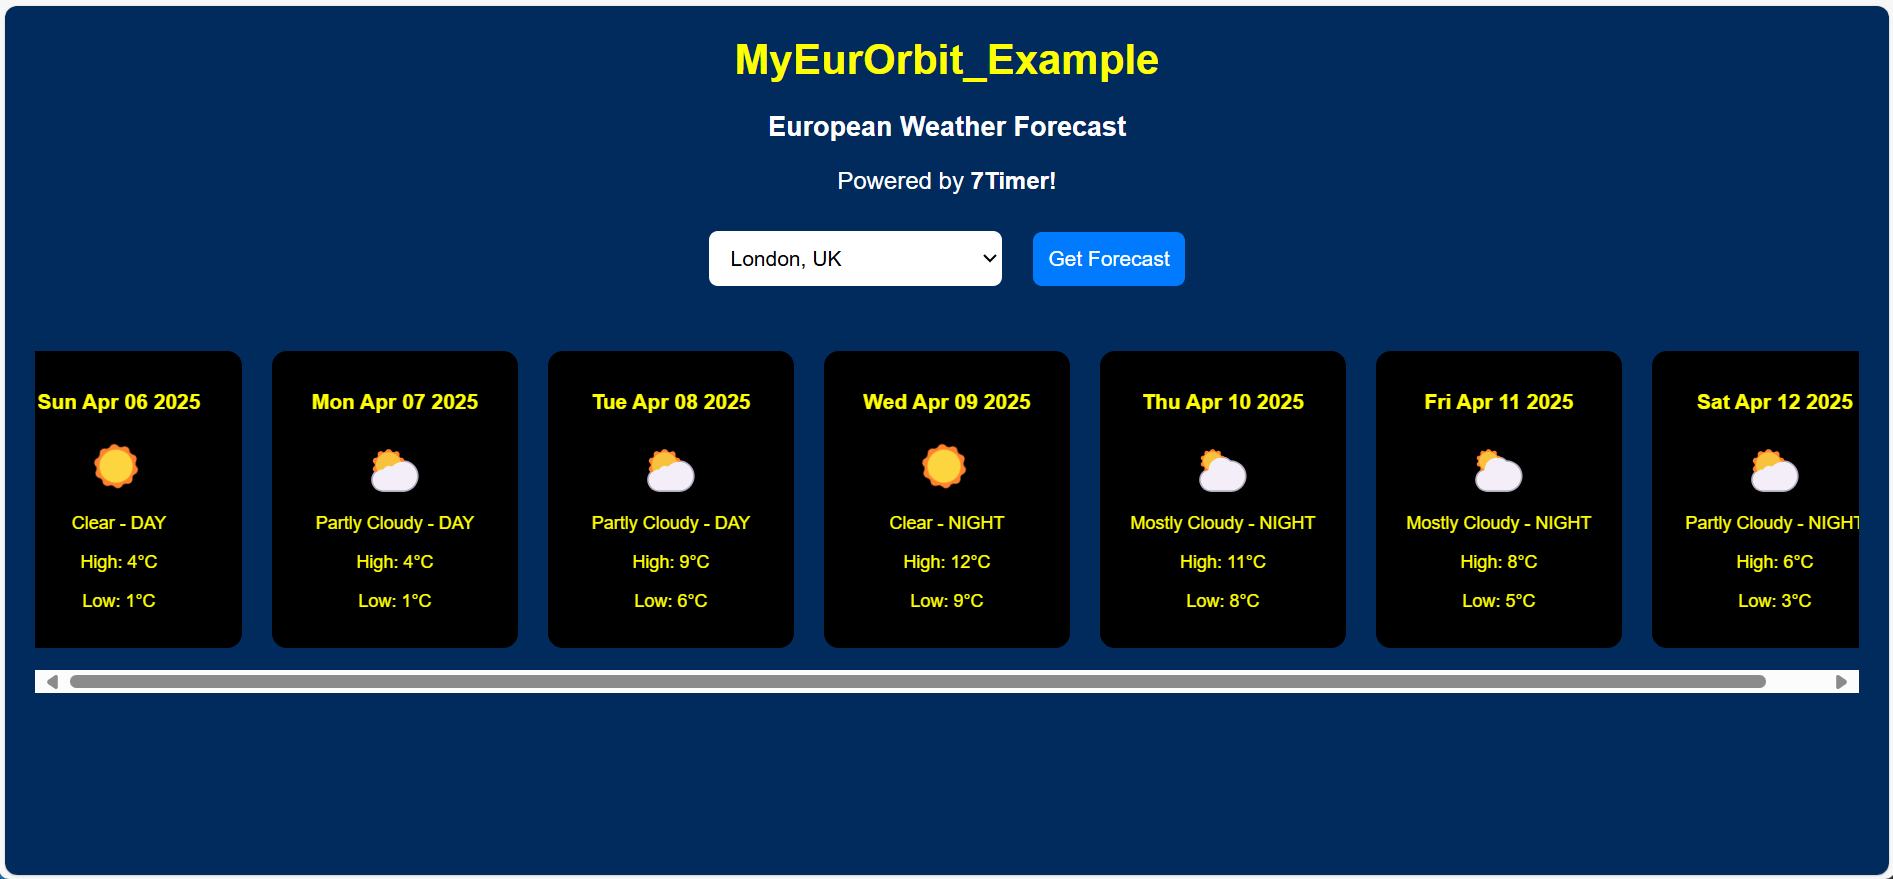 MyEurOrbit_Example
European Weather Forecast
Powered by 7Timer!
London, UK
Get Forecast
Sun Apr 06 2025
Clear - DAY
High: 4°C
Low: 1°C
Mon Apr 07 2025
Partly Cloudy - DAY
High: 4°C
Low: 1°C
Tue Apr 08 2025
Partly Cloudy - DAY
High: 9°C
Low: 6°C
Wed Apr 09 2025
Clear - NIGHT
High: 12°C
Low: 9°C
Thu Apr 10 2025
Mostly Cloudy - NIGHT
High: 11°C
Low: 8°C
Fri Apr 11 2025
Mostly Cloudy - NIGHT
High: 8°C
Low: 5°C
Sat Apr 12 2025
Partly Cloudy - NIGHT
High: 6°C
Low: 3°C